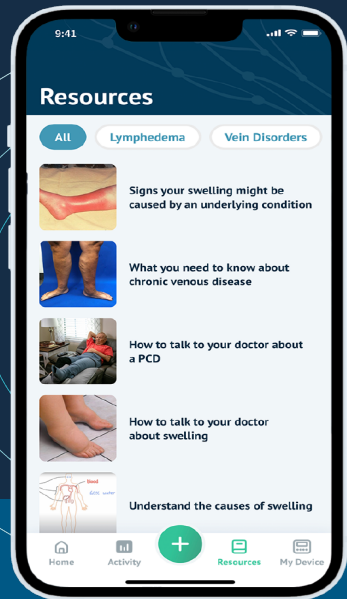 9:41
Resources
All
Lymphedema
Vein Disorders
Signs your swelling might be
caused by an underlying condition
What you need to know about
chronic venous disease
How to talk to your doctor about
a PCD
How to talk to your doctor
about swelling
Understand the causes of swelling
Home
Activity
Resources
My Device